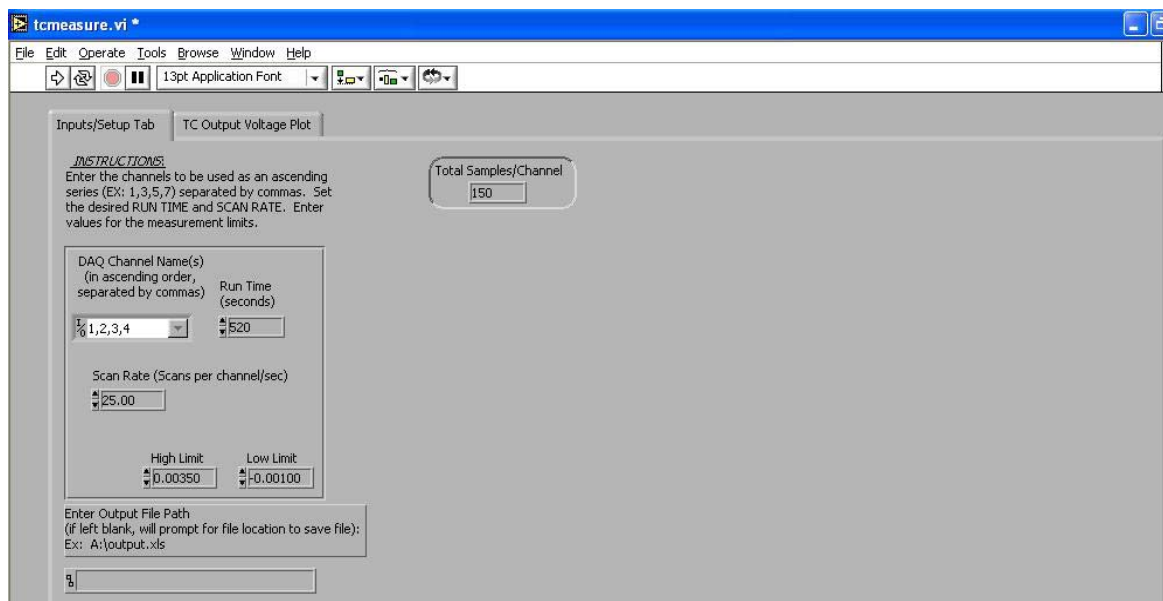 tcmeasure.vi *
File Edit Operate Tools Browse Window Help
13pt Application Font
Inputs/Setup Tab
TC Output Voltage Plot
INSTRUCTIONS:
Enter the channels to be used as an ascending
series (EX: 1,3,5,7) separated by commas. Set
the desired RUN TIME and SCAN RATE. Enter
values for the measurement limits.
Total Samples/Channel
150
DAQ Channel Name(s)
(in ascending order,
separated by commas)
1,2,3,4
Run Time
(seconds)
520
Scan Rate (Scans per channel/sec)
25.00
High Limit
0.00350
Low Limit
-0.00100
Enter Output File Path
(if left blank, will prompt for file location to save file):
Ex: A:\output.xls